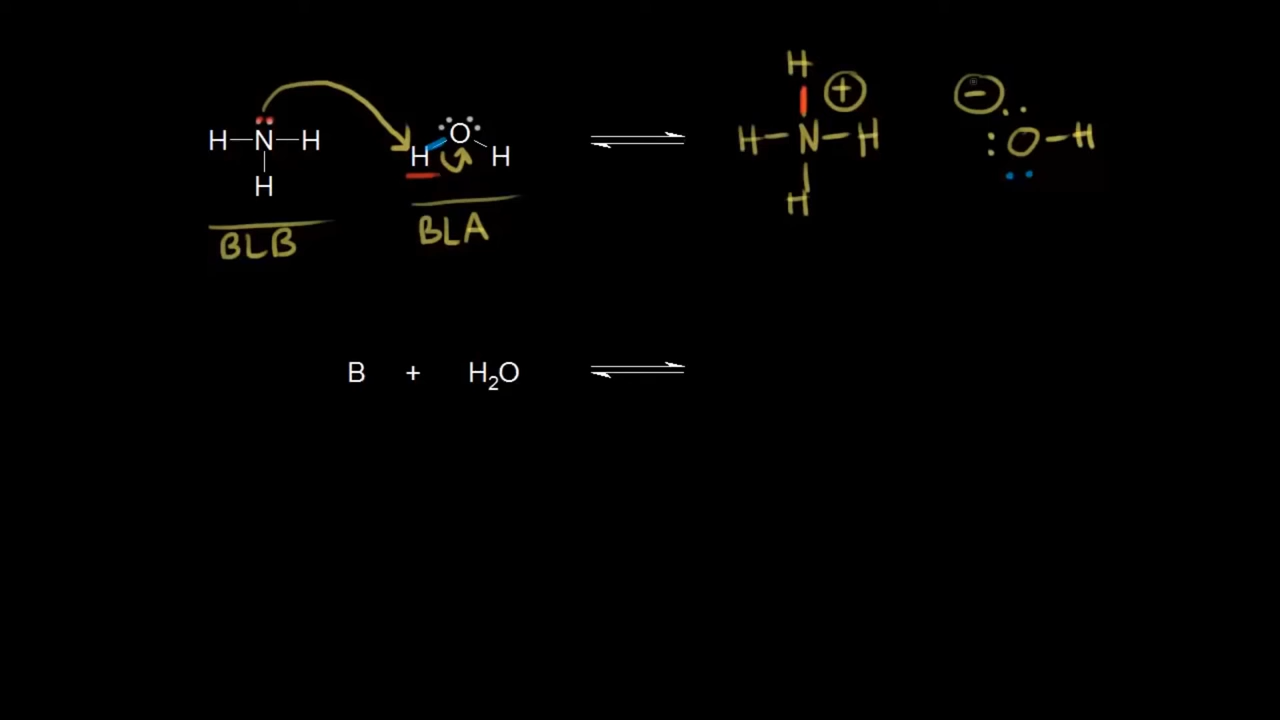 H–N–H
H
H O H
BLB
BLA
H
H–N–H
H
+
−
O–H
B + H₂O ⇌